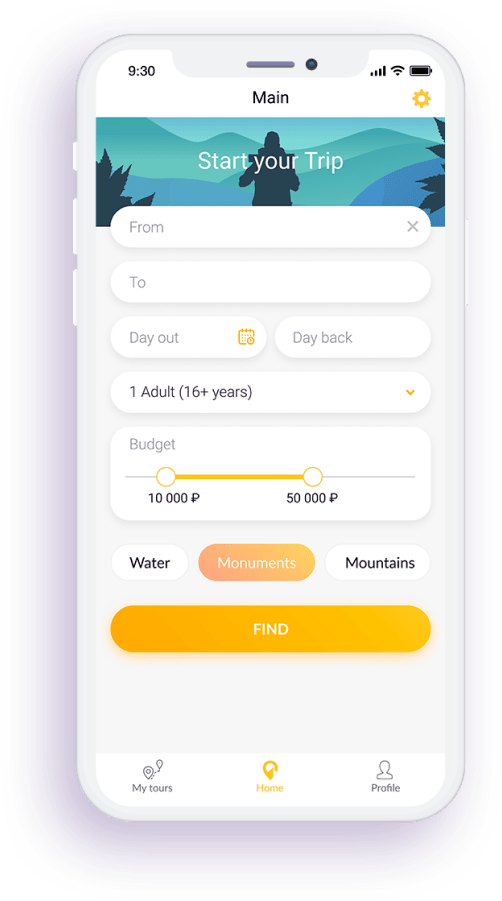 9:30
Main
Start your Trip
From
To
Day out
Day back
1 Adult (16+ years)
Budget
10 000 ₽
50 000 ₽
Water
Monuments
Mountains
FIND
My tours
Home
Profile